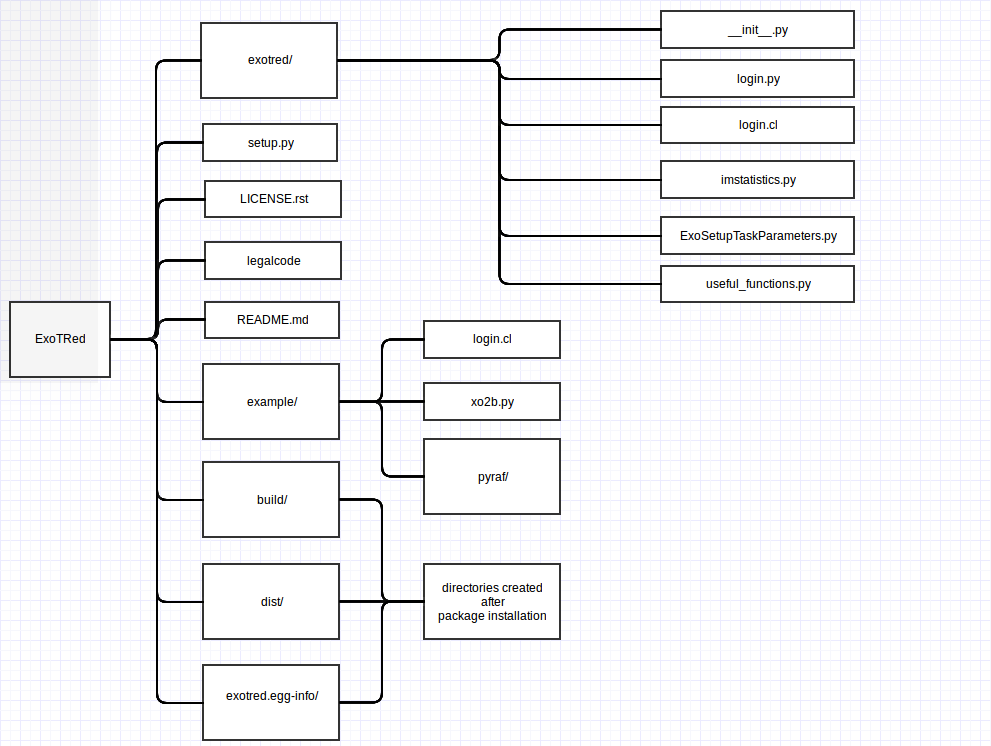 ExoTRed
exotred/
setup.py
LICENSE.rst
legalcode
README.md
example/
build/
dist/
exotred.egg-info/
__init__.py
login.py
login.cl
imstatistics.py
ExoSetupTaskParameters.py
useful_functions.py
login.cl
xo2b.py
pyraf/
directories created
after
package installation